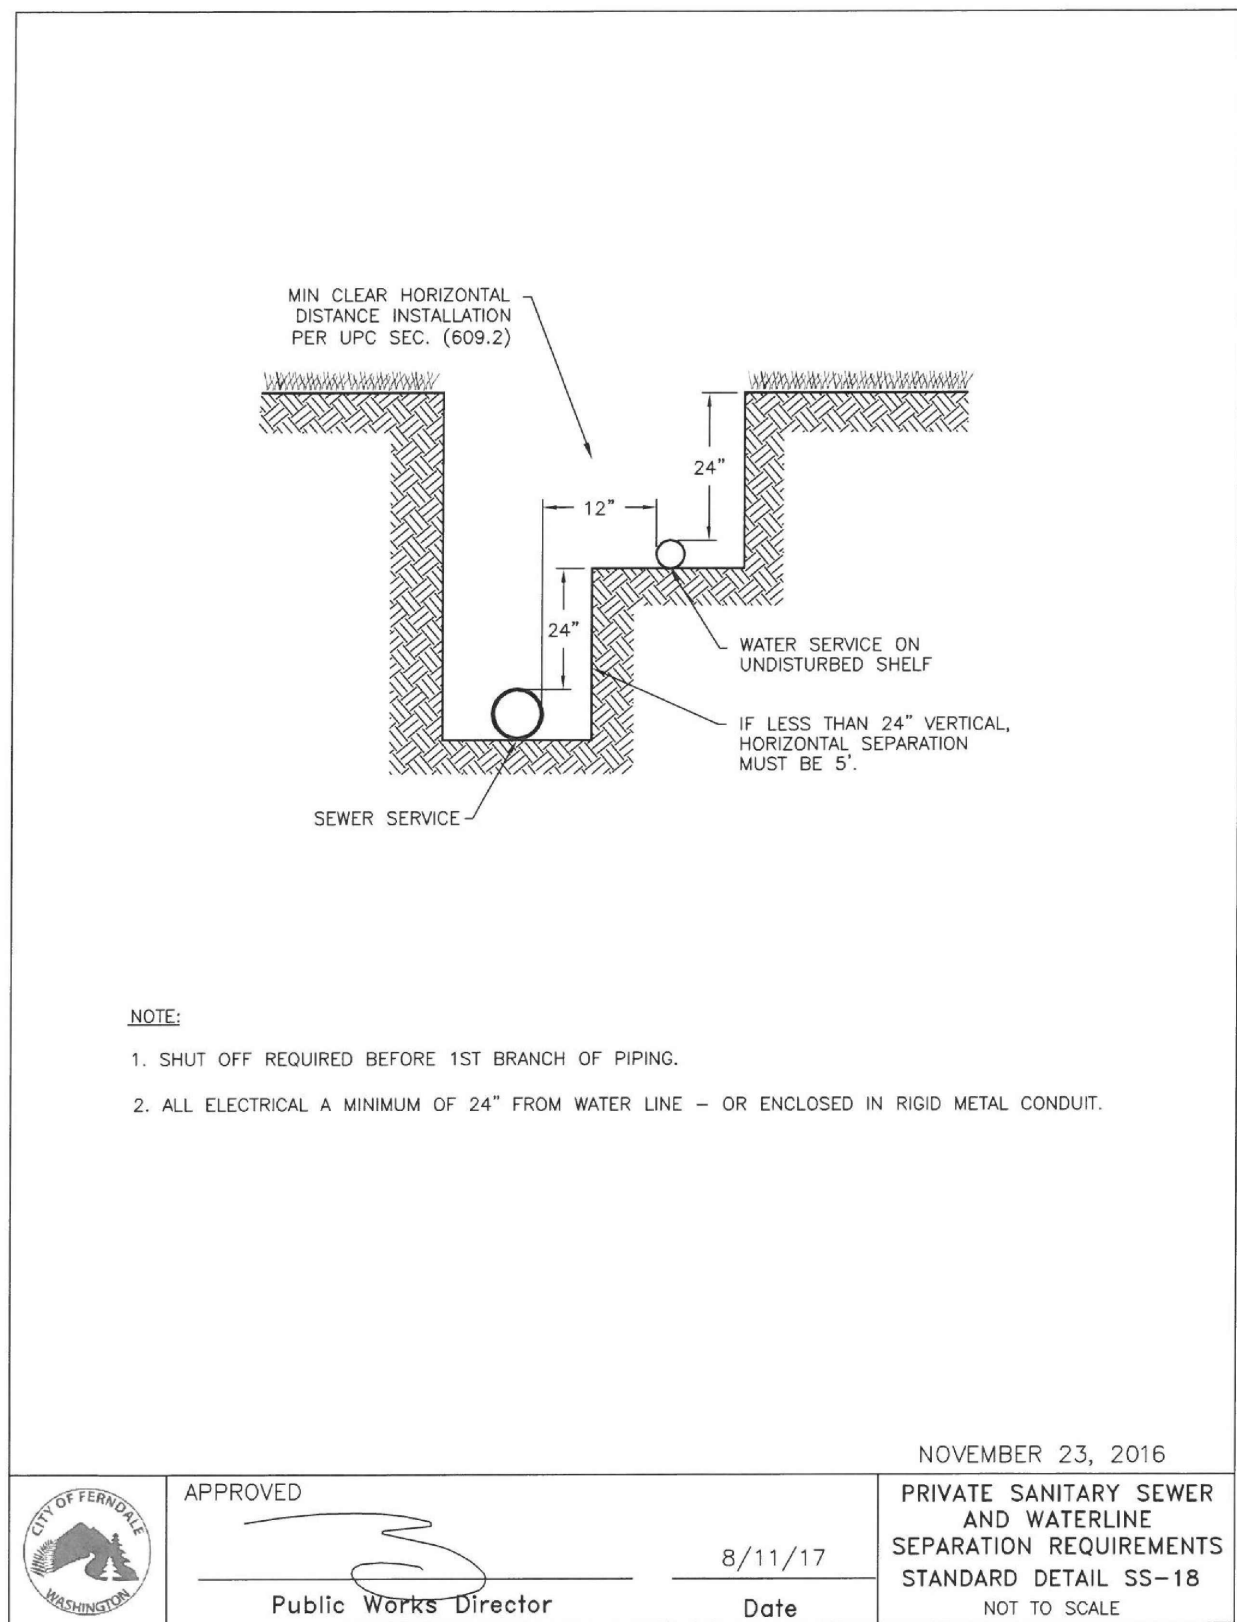 MIN CLEAR HORIZONTAL
DISTANCE INSTALLATION
PER UPC SEC. (609.2)
24"
12"
24"
WATER SERVICE ON
UNDISTURBED SHELF
IF LESS THAN 24" VERTICAL,
HORIZONTAL SEPARATION
MUST BE 5'.
SEWER SERVICE
NOTE:
1. SHUT OFF REQUIRED BEFORE 1ST BRANCH OF PIPING.
2. ALL ELECTRICAL A MINIMUM OF 24" FROM WATER LINE – OR ENCLOSED IN RIGID METAL CONDUIT.
NOVEMBER 23, 2016
CITY OF FERNDALE
WASHINGTON
APPROVED
Public Works Director
8/11/17
Date
PRIVATE SANITARY SEWER
AND WATERLINE
SEPARATION REQUIREMENTS
STANDARD DETAIL SS-18
NOT TO SCALE